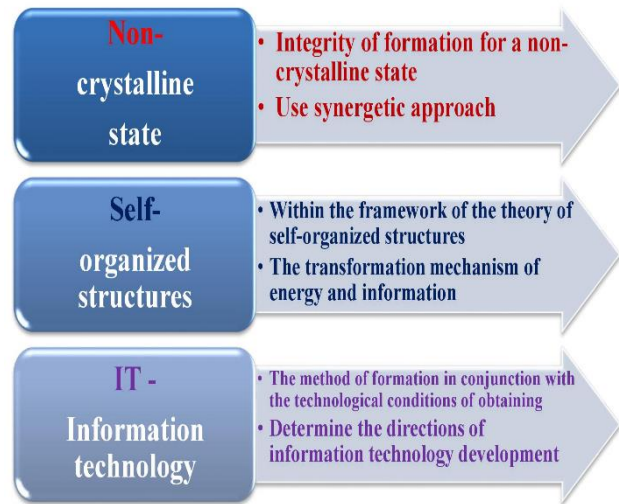 Non-
crystalline
state
• Integrity of formation for a non-
crystalline state
• Use synergetic approach
Self-
organized
structures
• Within the framework of the theory of
self-organized structures
• The transformation mechanism of
energy and information
IT -
Information
technology
• The method of formation in conjunction with
the technological conditions of obtaining
• Determine the directions of
information technology development